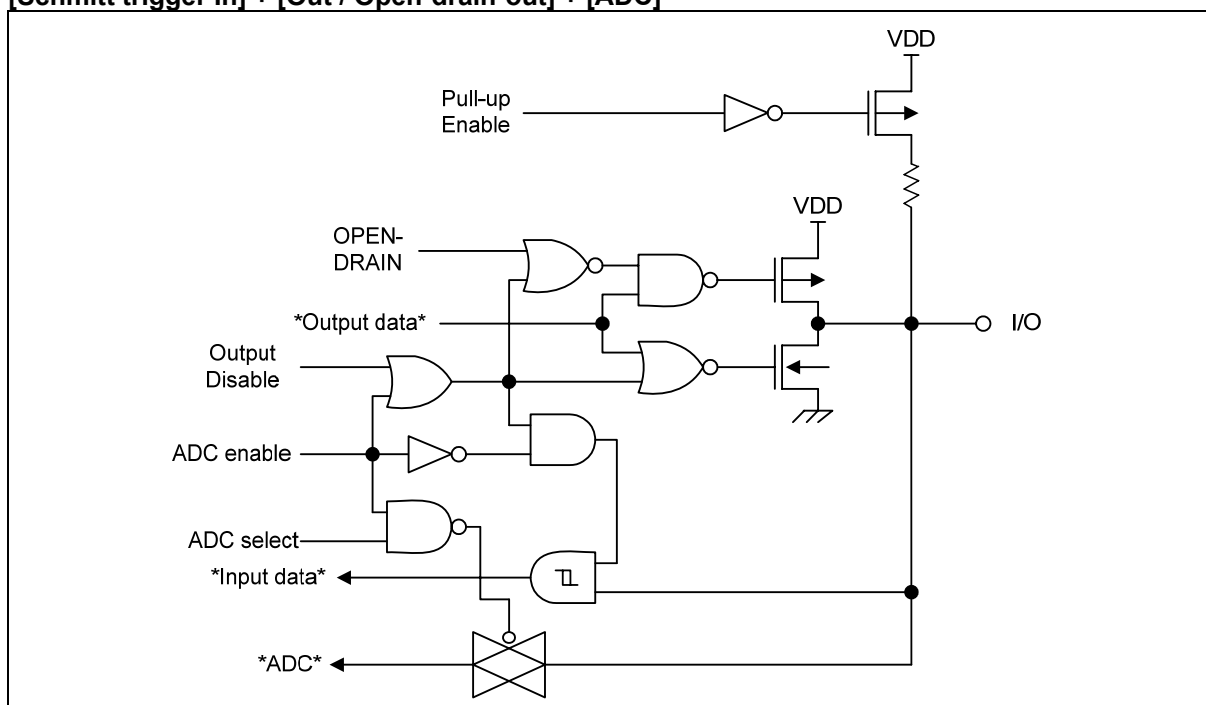 [Schmitt trigger in] + [Out / Open-drain out] + [ADC]
VDD
Pull-up
Enable
VDD
OPEN-
DRAIN
*Output data*
I/O
Output
Disable
ADC enable
ADC select
*Input data*
*ADC*